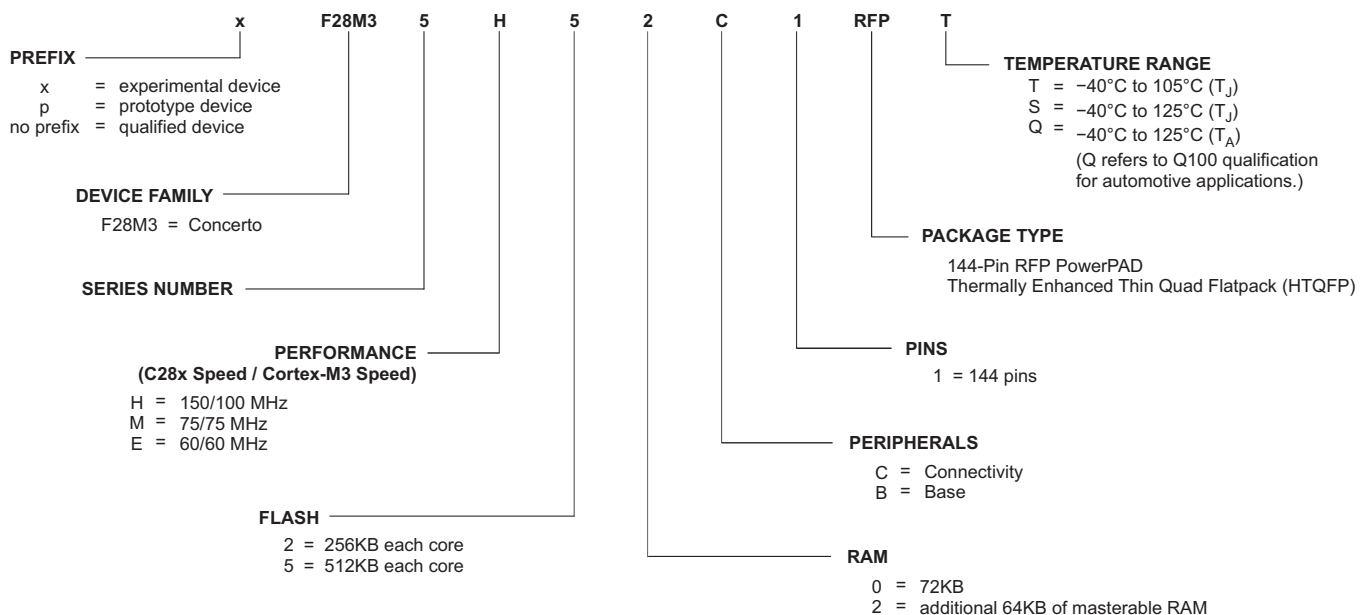 x F28M3 5 H 5 2 C 1 RFP T
PREFIX
x = experimental device
p = prototype device
no prefix = qualified device
DEVICE FAMILY
F28M3 = Concerto
SERIES NUMBER
PERFORMANCE
(C28x Speed / Cortex-M3 Speed)
H = 150/100 MHz
M = 75/75 MHz
E = 60/60 MHz
FLASH
2 = 256KB each core
5 = 512KB each core
TEMPERATURE RANGE
T = −40°C to 105°C (TJ)
S = −40°C to 125°C (TJ)
Q = −40°C to 125°C (TA)
(Q refers to Q100 qualification
for automotive applications.)
PACKAGE TYPE
144-Pin RFP PowerPAD
Thermally Enhanced Thin Quad Flatpack (HTQFP)
PINS
1 = 144 pins
PERIPHERALS
C = Connectivity
B = Base
RAM
0 = 72KB
2 = additional 64KB of masterable RAM